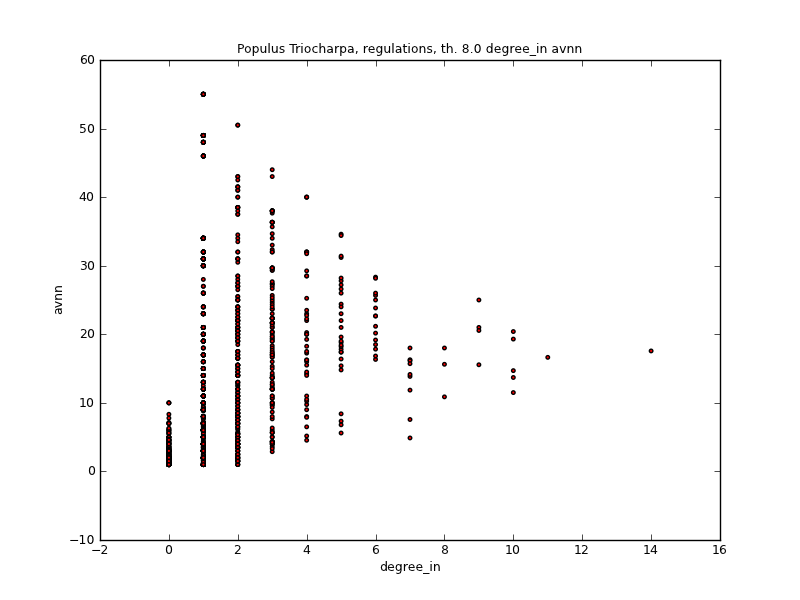 Populus Triocharpa, regulations, th. 8.0 degree_in avnn
60
50
40
30
20
10
0
−10
avnn
−2 0 2 4 6 8 10 12 14 16
degree_in